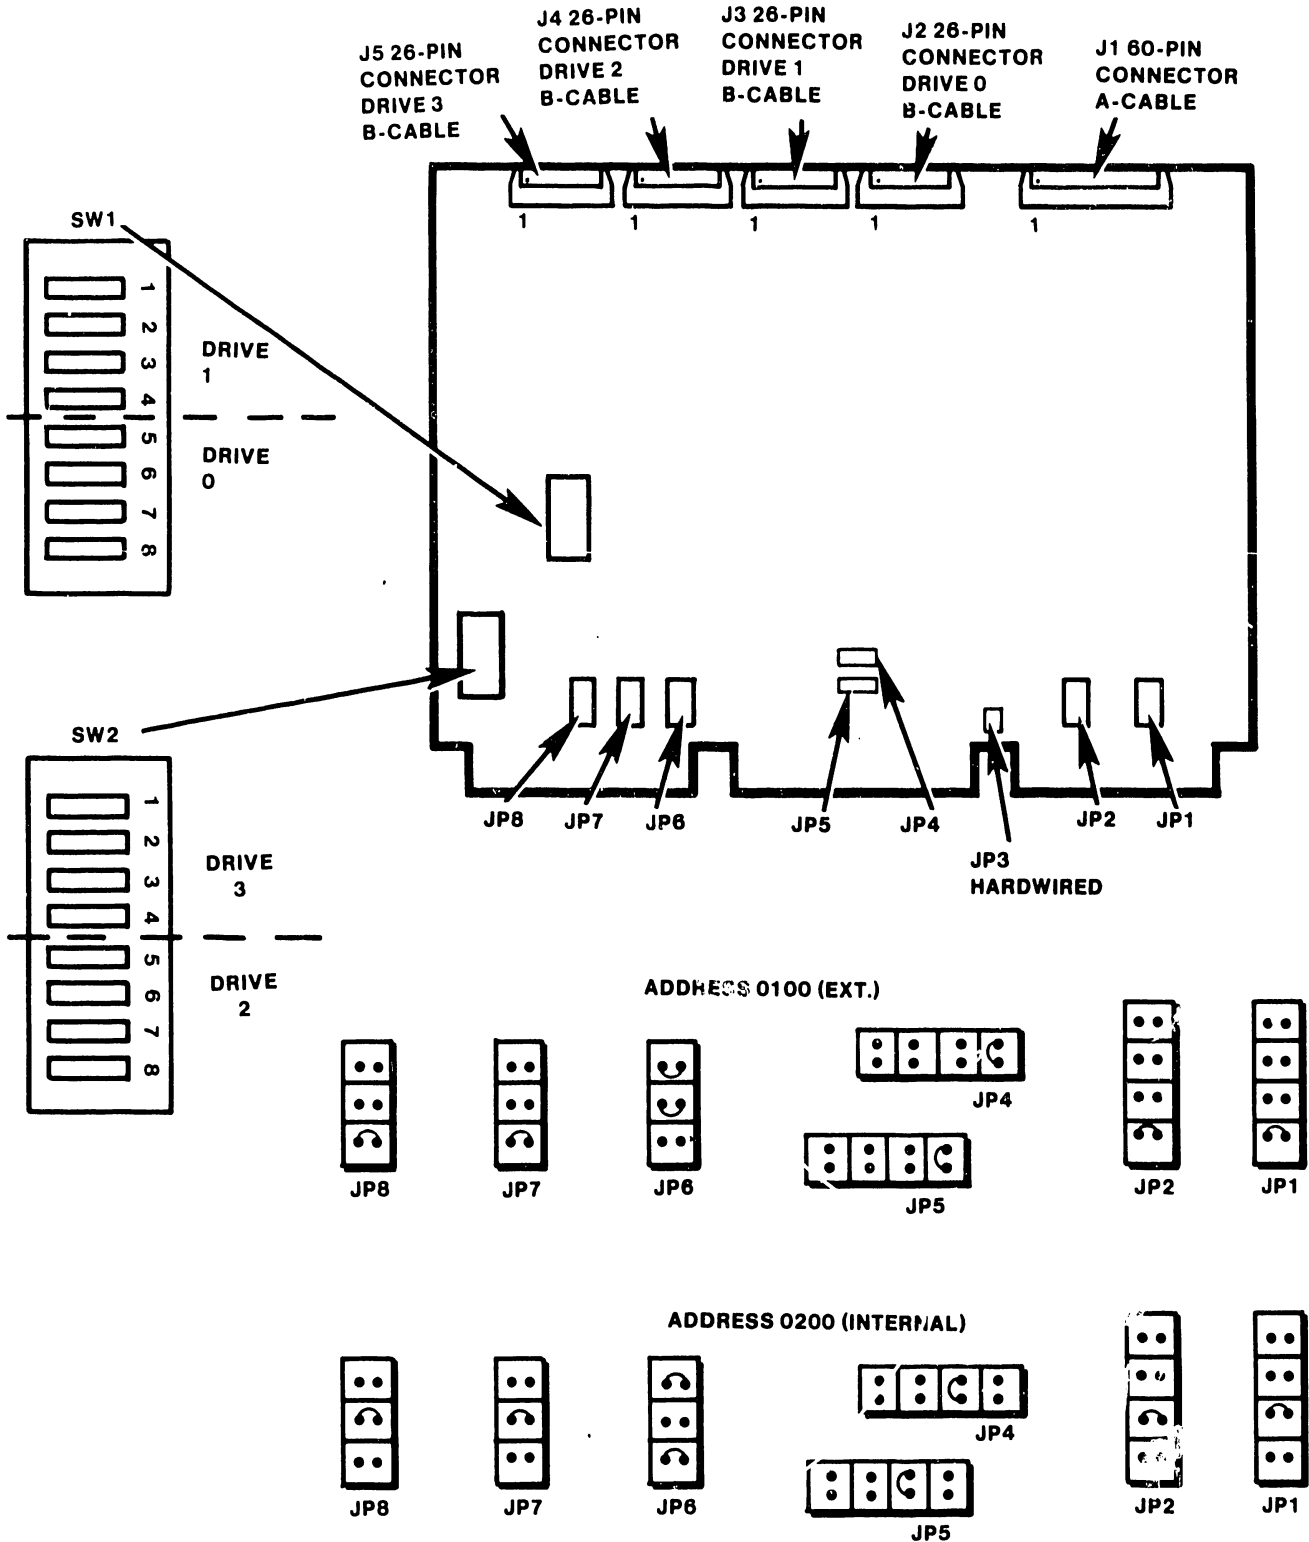 J5 26-PIN
CONNECTOR
DRIVE 3
B-CABLE
J4 26-PIN
CONNECTOR
DRIVE 2
B-CABLE
J3 26-PIN
CONNECTOR
DRIVE 1
B-CABLE
J2 26-PIN
CONNECTOR
DRIVE 0
B-CABLE
J1 60-PIN
CONNECTOR
A-CABLE
1
1
1
1
1
SW1
1
2
3
4
5
6
7
8
DRIVE
1
DRIVE
0
SW2
1
2
3
4
5
6
7
8
DRIVE
3
DRIVE
2
JP8
JP7
JP6
JP5
JP4
JP3
HARDWIRED
JP2
JP1
ADDRESS 0100 (EXT.)
JP8
JP7
JP6
JP5
JP4
JP2
JP1
ADDRESS 0200 (INTERNAL)
JP8
JP7
JP6
JP5
JP4
JP2
JP1